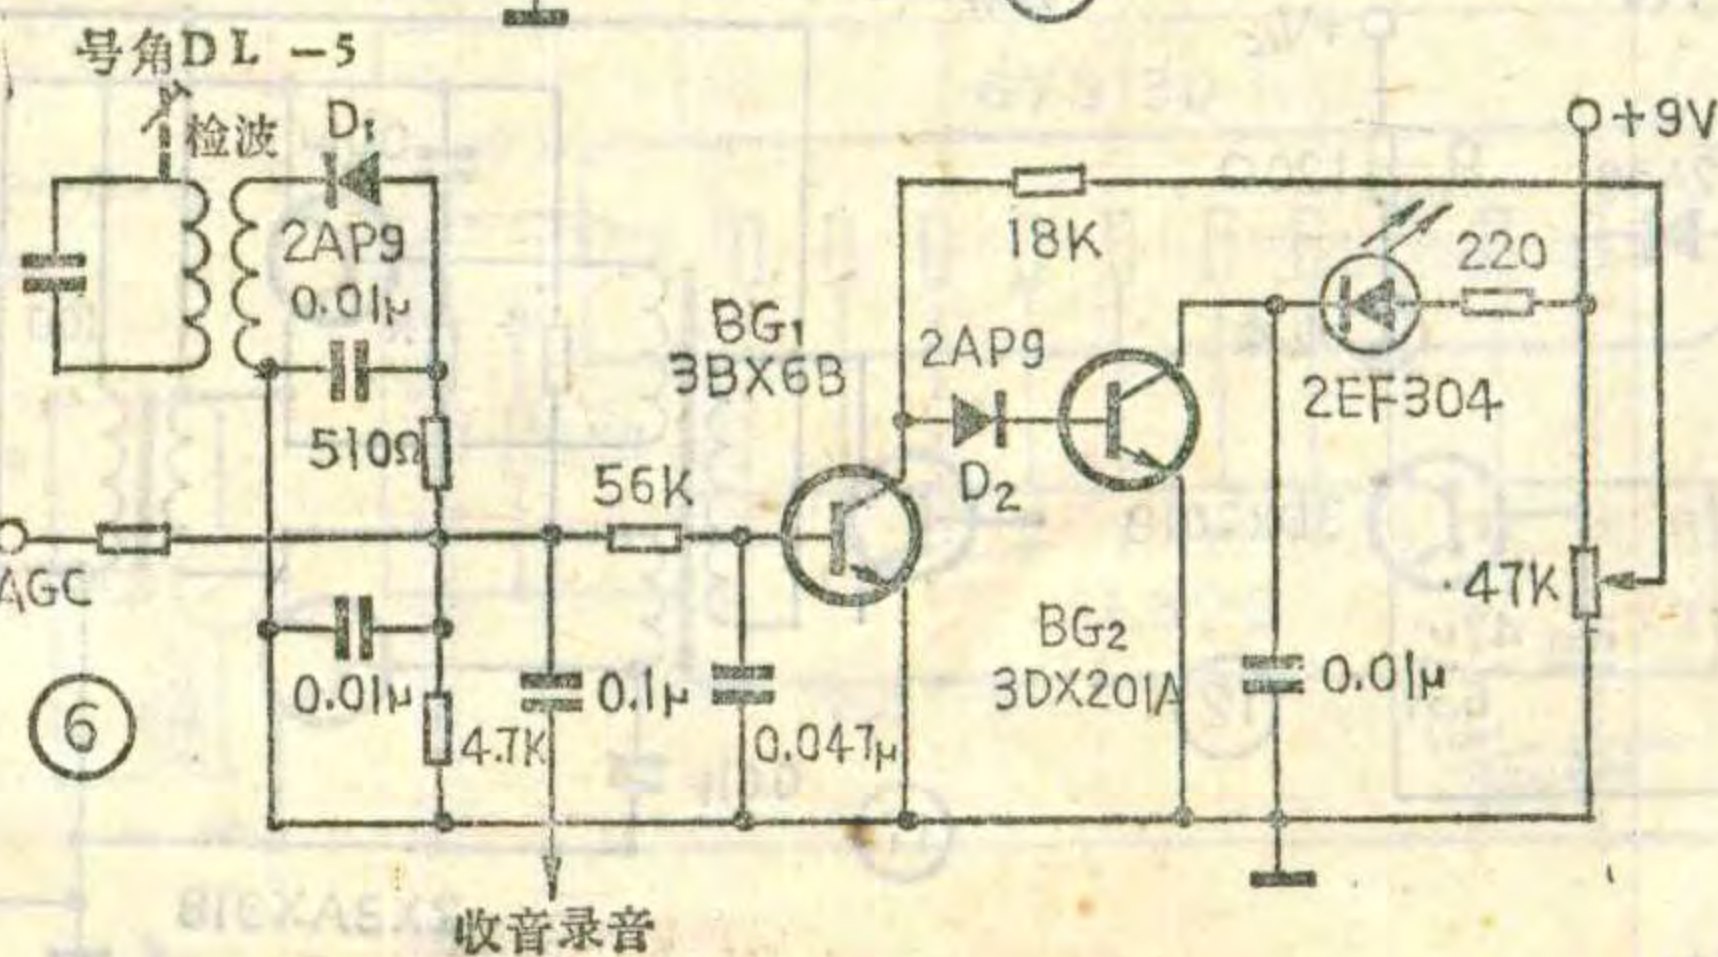 号角DL-5
检波
D₁
2AP9
0.01μ
510Ω
AGC
56K
BG₁
3BX6B
18K
2AP9
D₂
+9V
220
2EF304
47K
BG₂
3DX201A
0.01μ
0.01μ
4.7K
0.1μ
0.047μ
⑥
收音录音